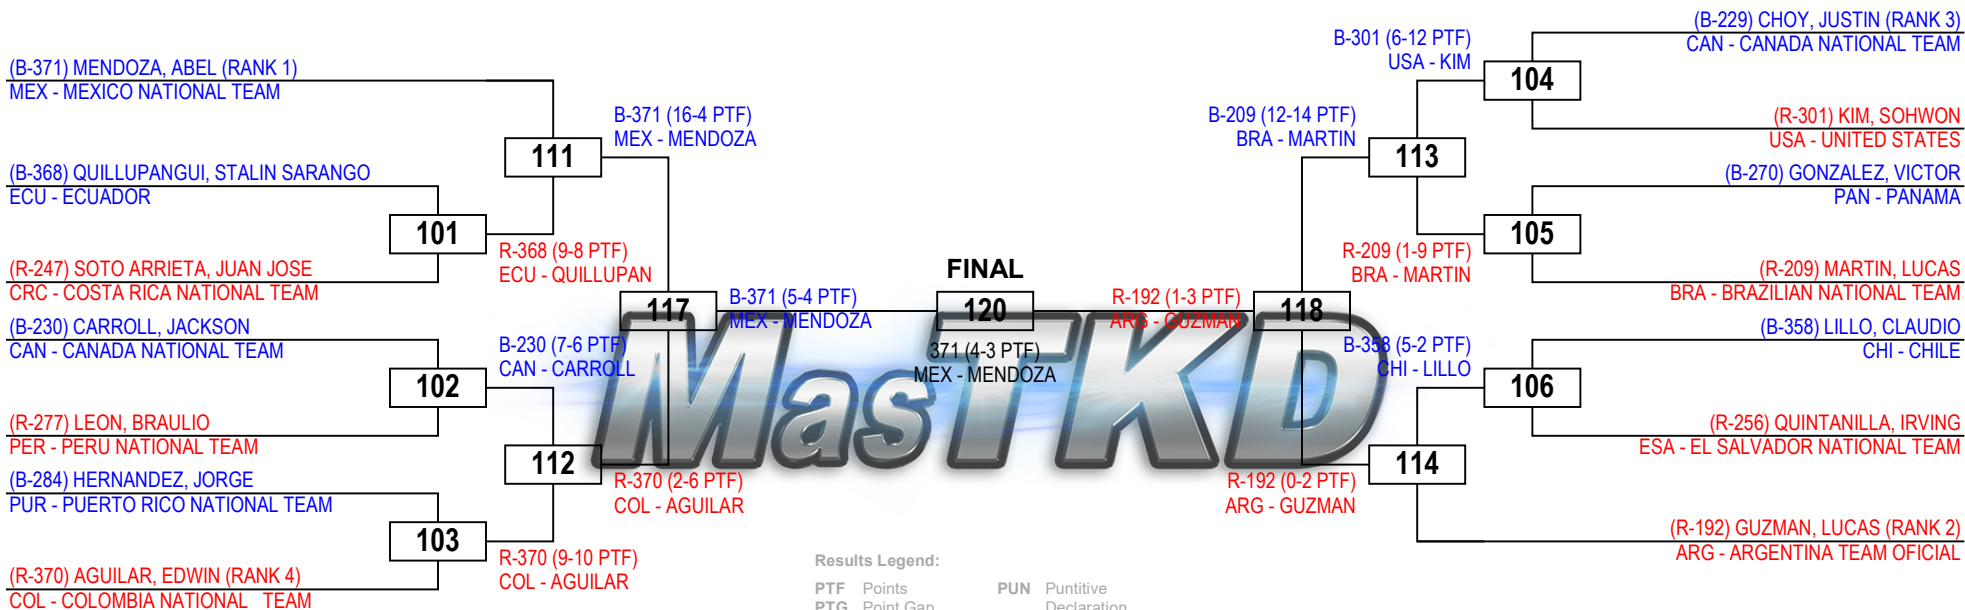 (B-371) MENDOZA, ABEL (RANK 1)
MEX - MEXICO NATIONAL TEAM
(B-368) QUILLUPANGUI, STALIN SARANGO
ECU - ECUADOR
(R-247) SOTO ARRIETA, JUAN JOSE
CRC - COSTA RICA NATIONAL TEAM
(B-230) CARROLL, JACKSON
CAN - CANADA NATIONAL TEAM
(R-277) LEON, BRAULIO
PER - PERU NATIONAL TEAM
(B-284) HERNANDEZ, JORGE
PUR - PUERTO RICO NATIONAL TEAM
(R-370) AGUILAR, EDWIN (RANK 4)
COL - COLOMBIA NATIONAL TEAM
101
102
103
R-368 (9-8 PTF)
ECU - QUILLUPAN
B-230 (7-6 PTF)
CAN - CARROLL
R-370 (9-10 PTF)
COL - AGUILAR
111
112
B-371 (16-4 PTF)
MEX - MENDOZA
R-370 (2-6 PTF)
COL - AGUILAR
117
B-371 (5-4 PTF)
MEX - MENDOZA
FINAL
120
371 (4-3 PTF)
MEX - MENDOZA
MasTKD
R-192 (1-3 PTF)
ARG - GUZMAN
118
B-209 (12-14 PTF)
BRA - MARTIN
R-192 (0-2 PTF)
ARG - GUZMAN
113
114
B-301 (6-12 PTF)
USA - KIM
R-209 (1-9 PTF)
BRA - MARTIN
B-358 (5-2 PTF)
CHI - LILLO
104
105
106
(B-229) CHOY, JUSTIN (RANK 3)
CAN - CANADA NATIONAL TEAM
(R-301) KIM, SOHWON
USA - UNITED STATES
(B-270) GONZALEZ, VICTOR
PAN - PANAMA
(R-209) MARTIN, LUCAS
BRA - BRAZILIAN NATIONAL TEAM
(B-358) LILLO, CLAUDIO
CHI - CHILE
(R-256) QUINTANILLA, IRVING
ESA - EL SALVADOR NATIONAL TEAM
(R-192) GUZMAN, LUCAS (RANK 2)
ARG - ARGENTINA TEAM OFICIAL
Results Legend:
PTF Points PUN Puntitive
PTG Point Gap Declaration